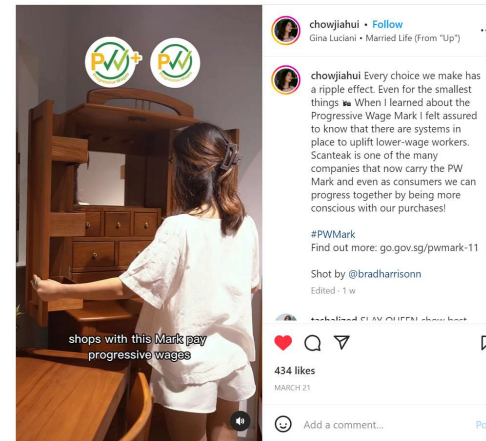 PW+
PW
shops with this Mark pay
progressive wages
chowjiahui • Follow
Gina Luciani • Married Life (From "Up")
chowjiahui Every choice we make has
a ripple effect. Even for the smallest
things When I learned about the
Progressive Wage Mark I felt assured
to know that there are systems in
place to uplift lower-wage workers.
Scanteak is one of the many
companies that now carry the PW
Mark and even as consumers we can
progress together by being more
conscious with our purchases!
#PWMark
Find out more: go.gov.sg/pwmark-11
Shot by @bradharrisonn
Edited · 1 w
434 likes
MARCH 21
Add a comment...
Po